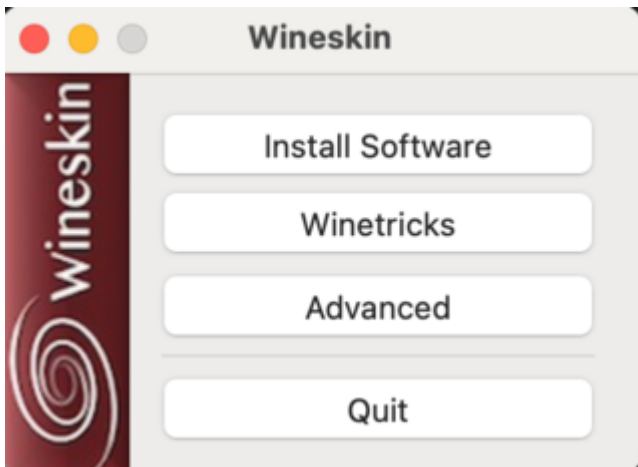 Wineskin
wineskin
Install Software
Winetricks
Advanced
Quit